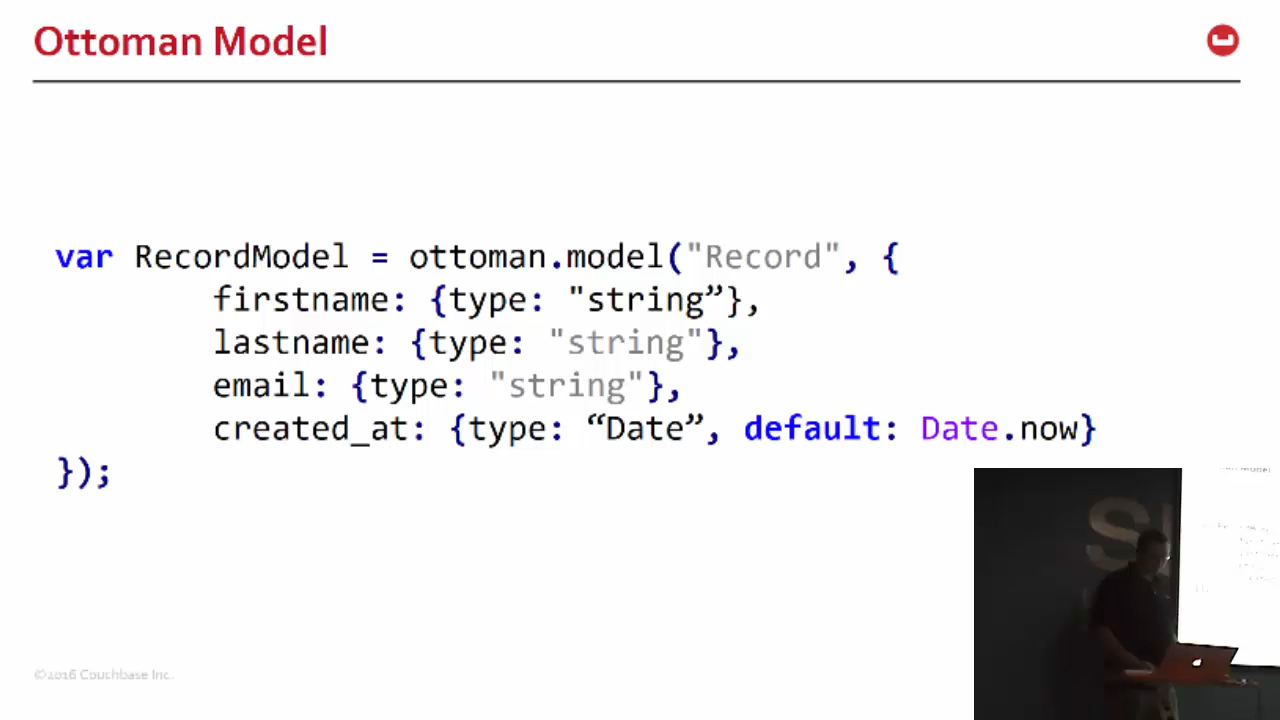 Ottoman Model
var RecordModel = ottoman.model("Record", {
firstname: {type: "string”},
lastname: {type: "string"},
email: {type: "string"},
created_at: {type: “Date”, default: Date.now}
});
©2016 Couchbase Inc.